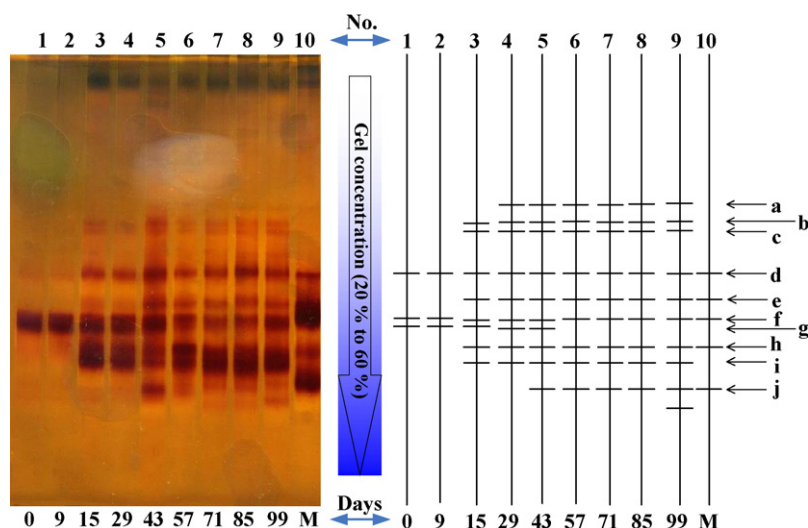 No.
1 2 3 4 5 6 7 8 9 10
1 2 3 4 5 6 7 8 9 10
Gel concentration (20 % to 60 %)
a
b
c
d
e
f
g
h
i
j
Days
0 9 15 29 43 57 71 85 99 M
0 9 15 29 43 57 71 85 99 M